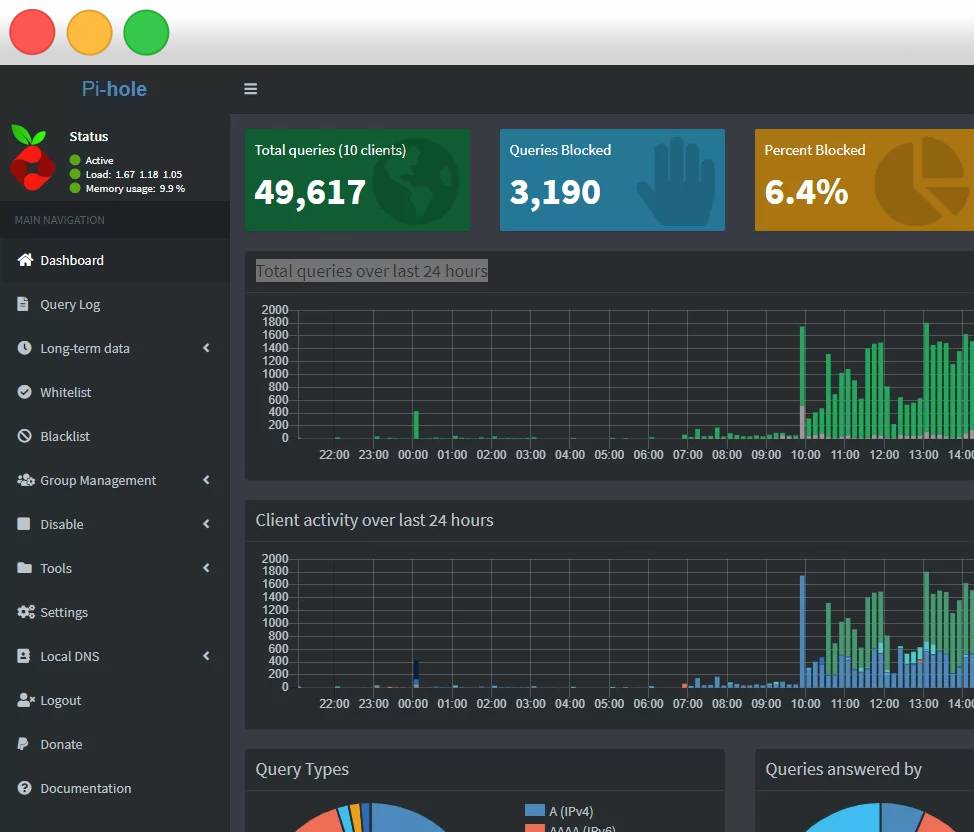 Pi-hole
Status
Active
Load: 1.67 1.18 1.05
Memory usage: 9.9 %
MAIN NAVIGATION
Dashboard
Query Log
Long-term data
Whitelist
Blacklist
Group Management
Disable
Tools
Settings
Local DNS
Logout
Donate
Documentation
Total queries (10 clients)
49,617
Queries Blocked
3,190
Percent Blocked
6.4%
Total queries over last 24 hours
2000
1800
1600
1400
1200
1000
800
600
400
200
0
22:00 23:00 00:00 01:00 02:00 03:00 04:00 05:00 06:00 07:00 08:00 09:00 10:00 11:00 12:00 13:00 14:00
Client activity over last 24 hours
2000
1800
1600
1400
1200
1000
800
600
400
200
0
22:00 23:00 00:00 01:00 02:00 03:00 04:00 05:00 06:00 07:00 08:00 09:00 10:00 11:00 12:00 13:00 14:00
Query Types
A (IPv4)
AAAA (IPv6)
Queries answered by